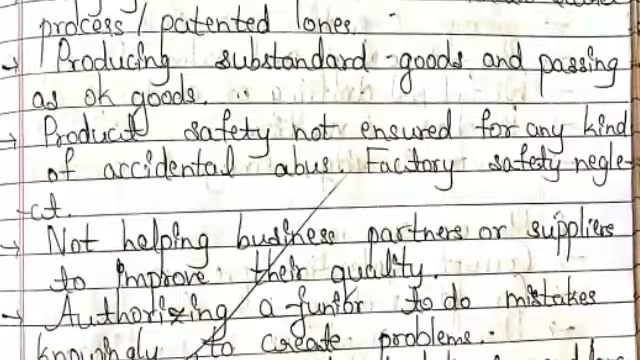 process/patented lones.
→ Producing substandard goods and passing
as ok goods.
→ Product safety not ensured for any kind
of accidental abus. Factory safety negle-
-ct.
→ Not helping business partners or suppliers
to improve their quality.
→ Authorizing a junior to do mistakes
knowingly to create problems.